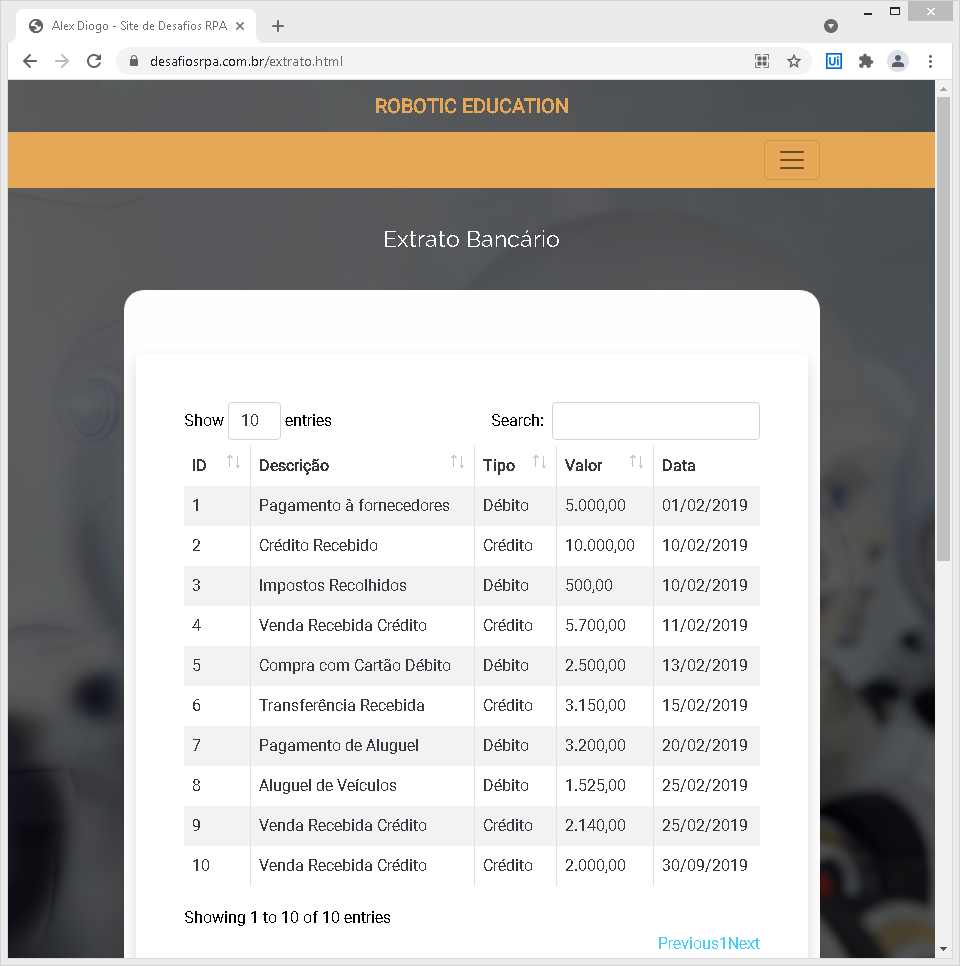 Alex Diogo - Site de Desafios RPA
desafiosrpa.com.br/extrato.html
Ui
ROBOTIC EDUCATION
Extrato Bancário
Show 10 entries Search:
ID Descrição Tipo Valor Data
1 Pagamento à fornecedores Débito 5.000,00 01/02/2019
2 Crédito Recebido Crédito 10.000,00 10/02/2019
3 Impostos Recolhidos Débito 500,00 10/02/2019
4 Venda Recebida Crédito Crédito 5.700,00 11/02/2019
5 Compra com Cartão Débito Débito 2.500,00 13/02/2019
6 Transferência Recebida Crédito 3.150,00 15/02/2019
7 Pagamento de Aluguel Débito 3.200,00 20/02/2019
8 Aluguel de Veículos Débito 1.525,00 25/02/2019
9 Venda Recebida Crédito Crédito 2.140,00 25/02/2019
10 Venda Recebida Crédito Crédito 2.000,00 30/09/2019
Showing 1 to 10 of 10 entries
Previous1Next